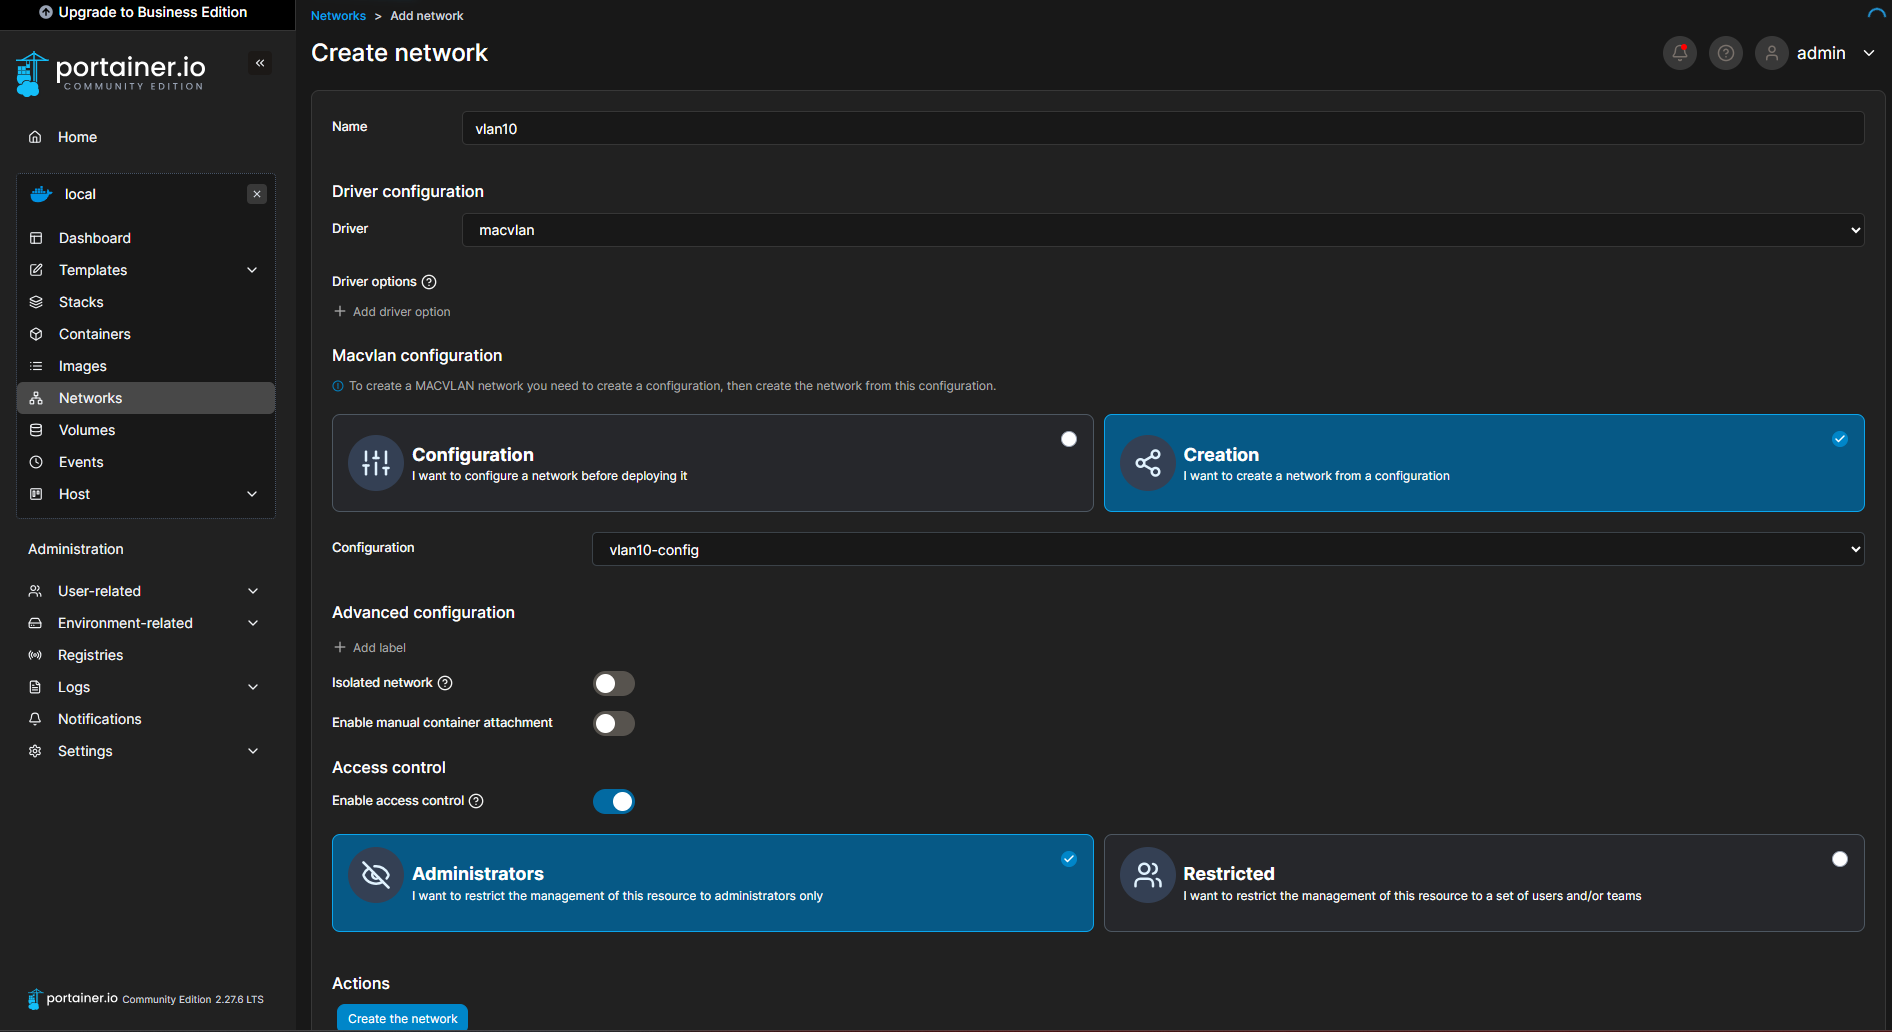 Upgrade to Business Edition
portainer.io
COMMUNITY EDITION
Home
local
Dashboard
Templates
Stacks
Containers
Images
Networks
Volumes
Events
Host
Administration
User-related
Environment-related
Registries
Logs
Notifications
Settings
portainer.io Community Edition 2.27.6 LTS
Networks > Add network
Create network
admin
Name
vlan10
Driver configuration
Driver
macvlan
Driver options
Add driver option
Macvlan configuration
To create a MACVLAN network you need to create a configuration, then create the network from this configuration.
Configuration
I want to configure a network before deploying it
Creation
I want to create a network from a configuration
Configuration
vlan10-config
Advanced configuration
Add label
Isolated network
Enable manual container attachment
Access control
Enable access control
Administrators
I want to restrict the management of this resource to administrators only
Restricted
I want to restrict the management of this resource to a set of users and/or teams
Actions
Create the network